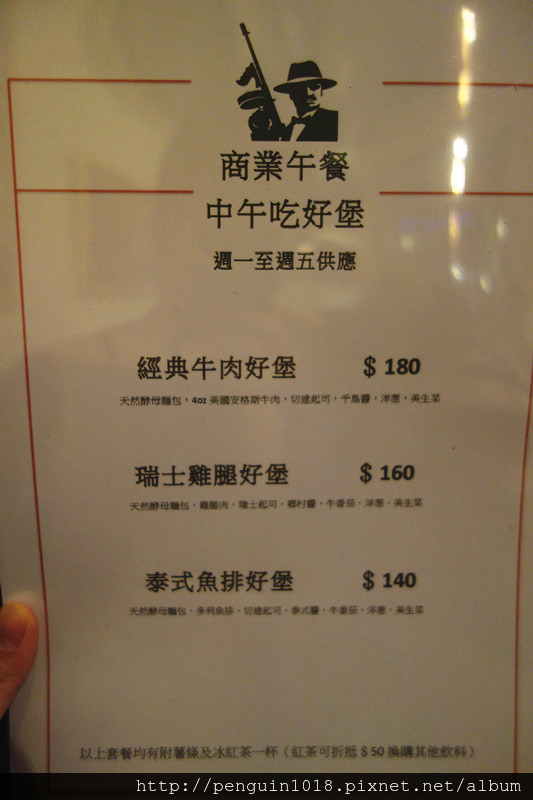 商業午餐
中午吃好堡
週一至週五供應
經典牛肉好堡 $ 180
天然酵母麵包，4oz 美國安格斯牛肉，切達起司，千島醬，洋蔥，美生菜
瑞士雞腿好堡 $ 160
天然酵母麵包，雞腿肉，瑞士起司，鄉村醬，牛番茄，洋蔥，美生菜
泰式魚排好堡 $ 140
天然酵母麵包，多利魚排，切達起司，泰式醬，牛番茄，洋蔥，美生菜
以上套餐均有附薯條及冰紅茶一杯（紅茶可折抵 $ 50 換購其他飲料）
http://penguin1018.pixnet.net/album